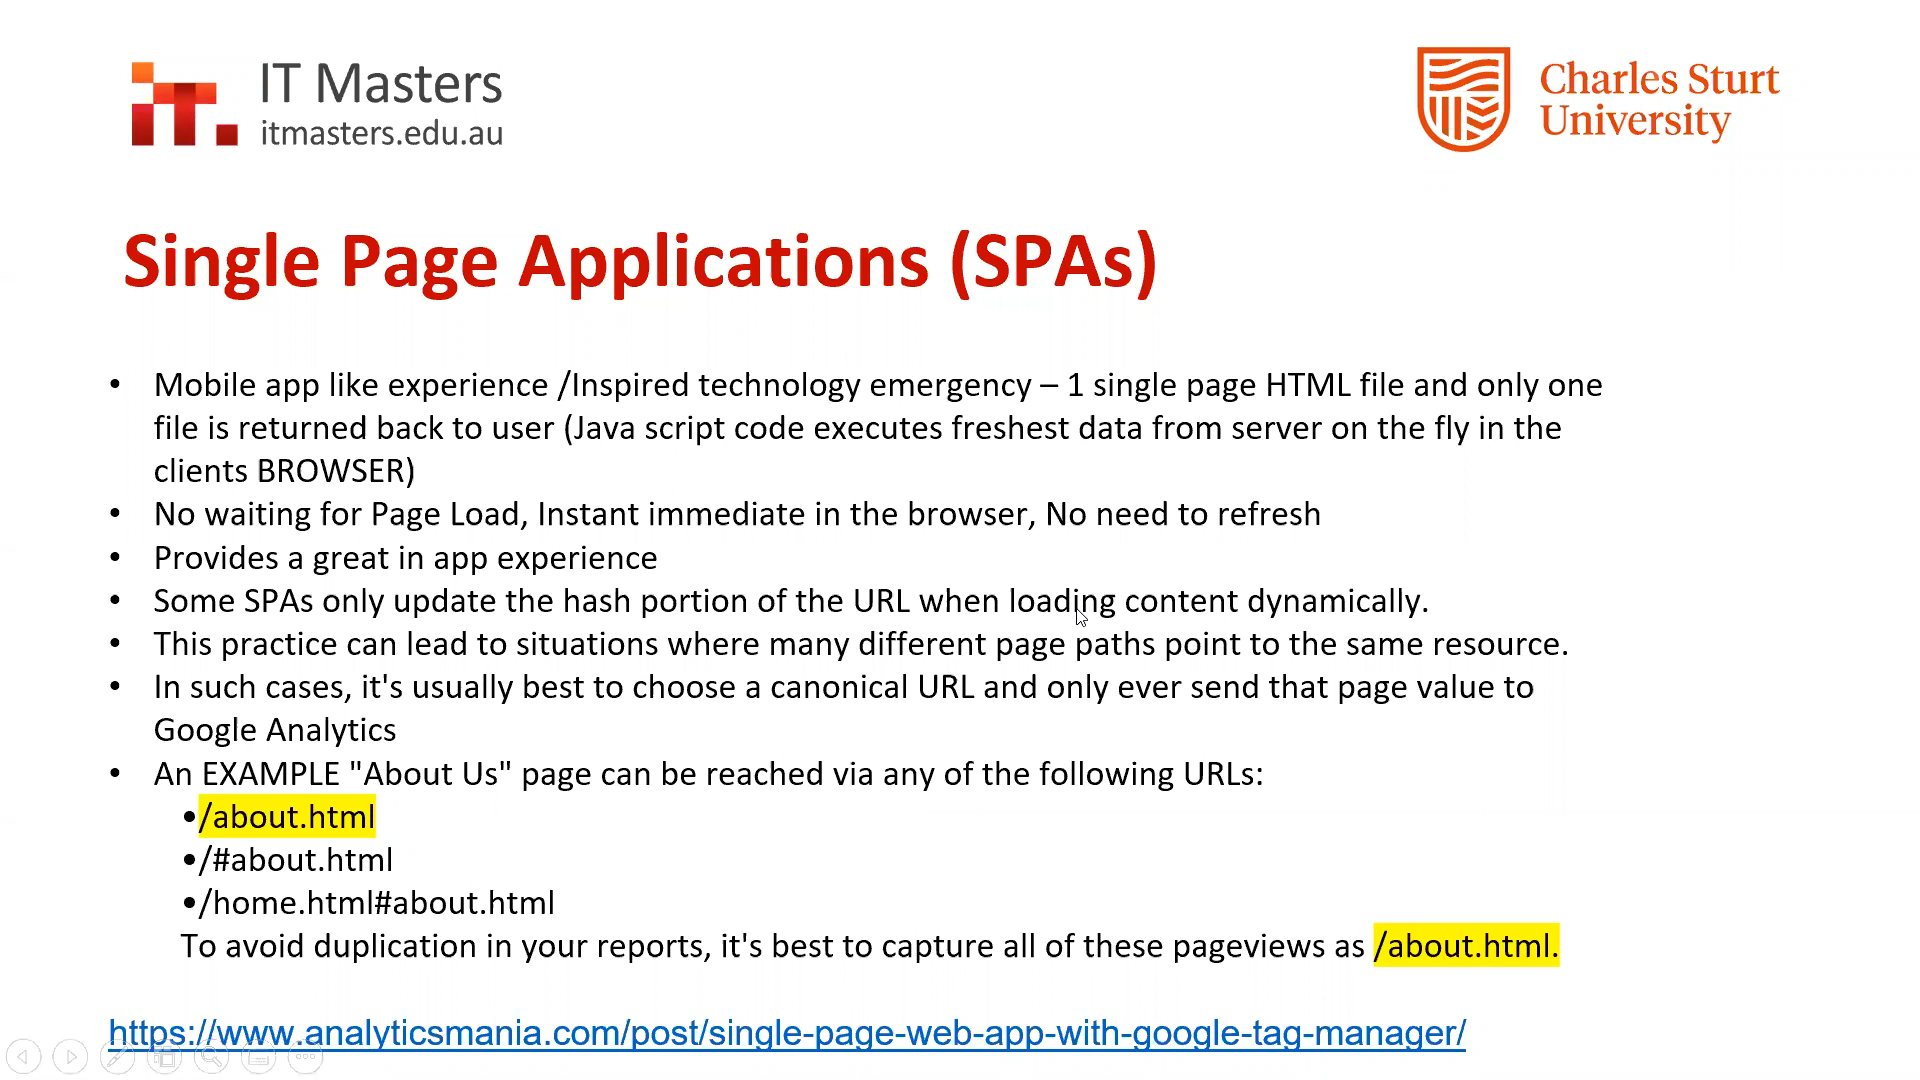 IT Masters
itmasters.edu.au
Charles Sturt
University
Single Page Applications (SPAs)
• Mobile app like experience /Inspired technology emergency – 1 single page HTML file and only one
file is returned back to user (Java script code executes freshest data from server on the fly in the
clients BROWSER)
• No waiting for Page Load, Instant immediate in the browser, No need to refresh
• Provides a great in app experience
• Some SPAs only update the hash portion of the URL when loading content dynamically.
• This practice can lead to situations where many different page paths point to the same resource.
• In such cases, it's usually best to choose a canonical URL and only ever send that page value to
Google Analytics
• An EXAMPLE "About Us" page can be reached via any of the following URLs:
•/about.html
•/#about.html
•/home.html#about.html
To avoid duplication in your reports, it's best to capture all of these pageviews as /about.html.
https://www.analyticsmania.com/post/single-page-web-app-with-google-tag-manager/